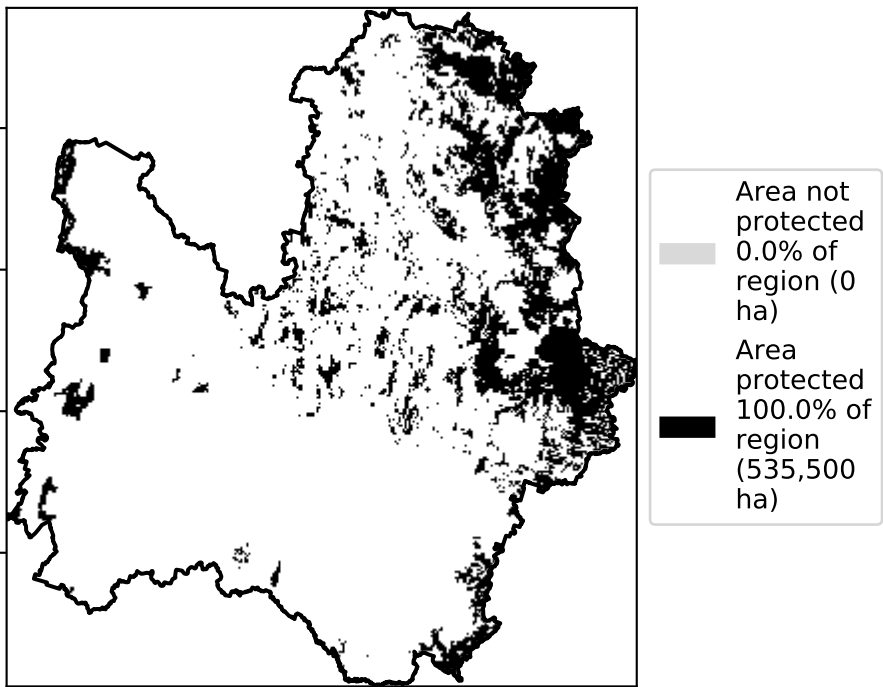 Area not
protected
0.0% of
region (0
ha)
Area
protected
100.0% of
region
(535,500
ha)